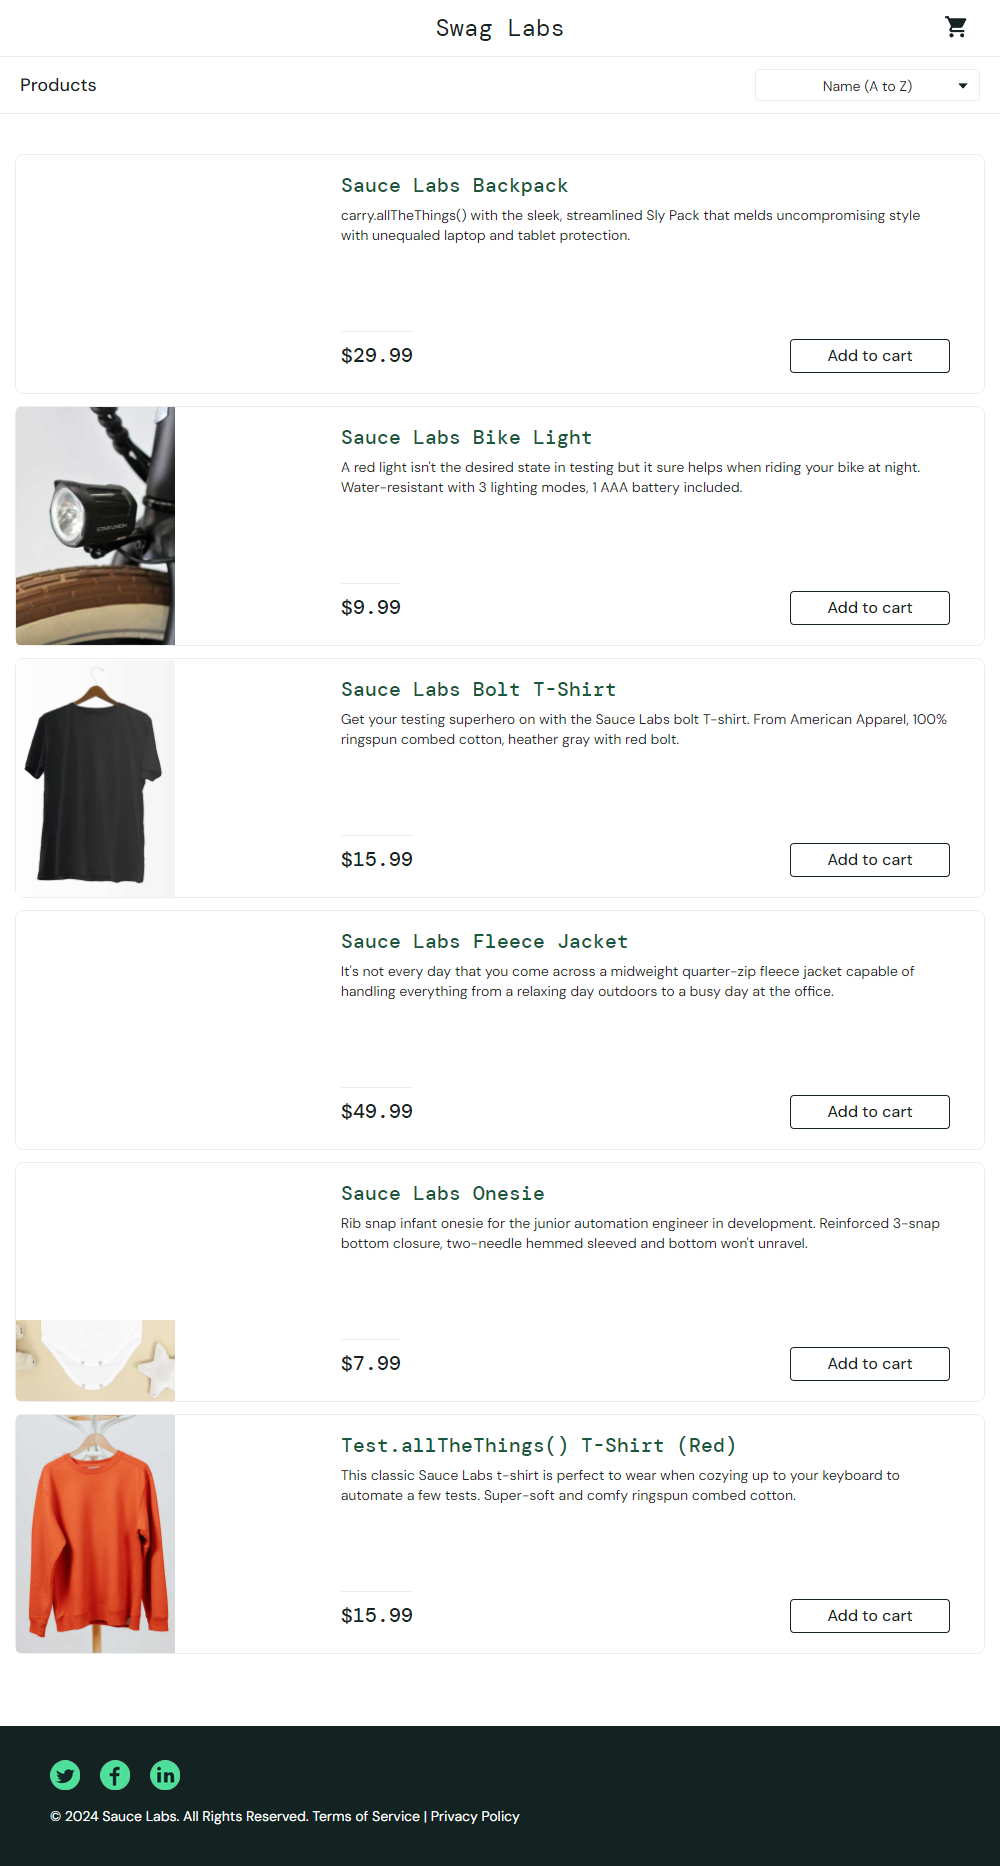 Swag Labs
Products
Name (A to Z)
Sauce Labs Backpack
carry.allTheThings() with the sleek, streamlined Sly Pack that melds uncompromising style
with unequaled laptop and tablet protection.
$29.99
Add to cart
Sauce Labs Bike Light
A red light isn't the desired state in testing but it sure helps when riding your bike at night.
Water-resistant with 3 lighting modes, 1 AAA battery included.
$9.99
Add to cart
Sauce Labs Bolt T-Shirt
Get your testing superhero on with the Sauce Labs bolt T-shirt. From American Apparel, 100%
ringspun combed cotton, heather gray with red bolt.
$15.99
Add to cart
Sauce Labs Fleece Jacket
It's not every day that you come across a midweight quarter-zip fleece jacket capable of
handling everything from a relaxing day outdoors to a busy day at the office.
$49.99
Add to cart
Sauce Labs Onesie
Rib snap infant onesie for the junior automation engineer in development. Reinforced 3-snap
bottom closure, two-needle hemmed sleeved and bottom won't unravel.
$7.99
Add to cart
Test.allTheThings() T-Shirt (Red)
This classic Sauce Labs t-shirt is perfect to wear when cozying up to your keyboard to
automate a few tests. Super-soft and comfy ringspun combed cotton.
$15.99
Add to cart
© 2024 Sauce Labs. All Rights Reserved. Terms of Service | Privacy Policy